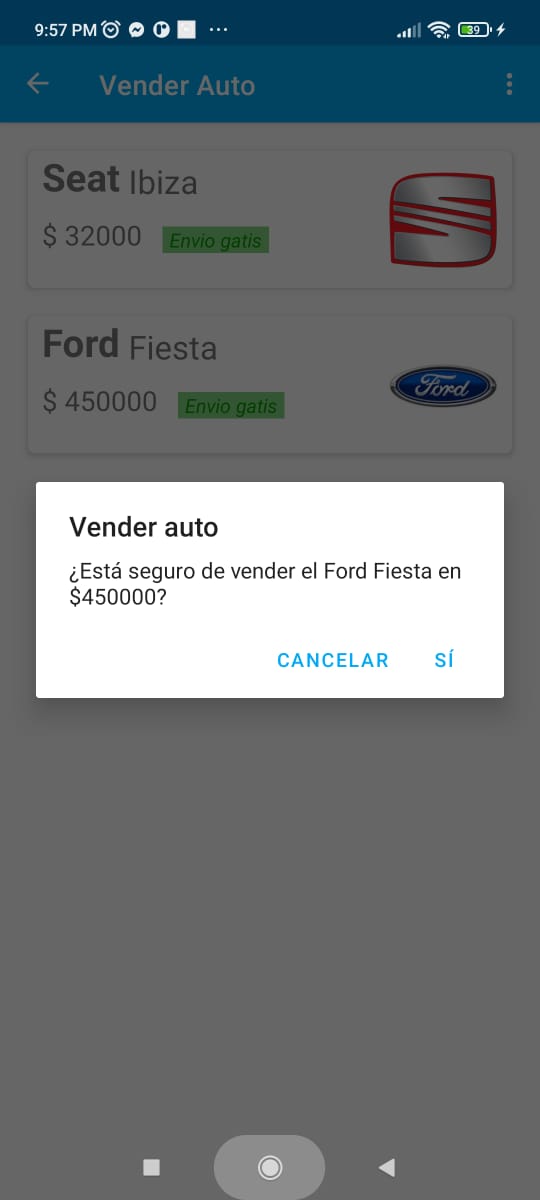 9:57 PM 39
Vender Auto
Seat Ibiza
$ 32000 Envio gatis
Ford Fiesta
$ 450000 Envio gatis
Ford
Vender auto
¿Está seguro de vender el Ford Fiesta en
$450000?
CANCELAR SÍ